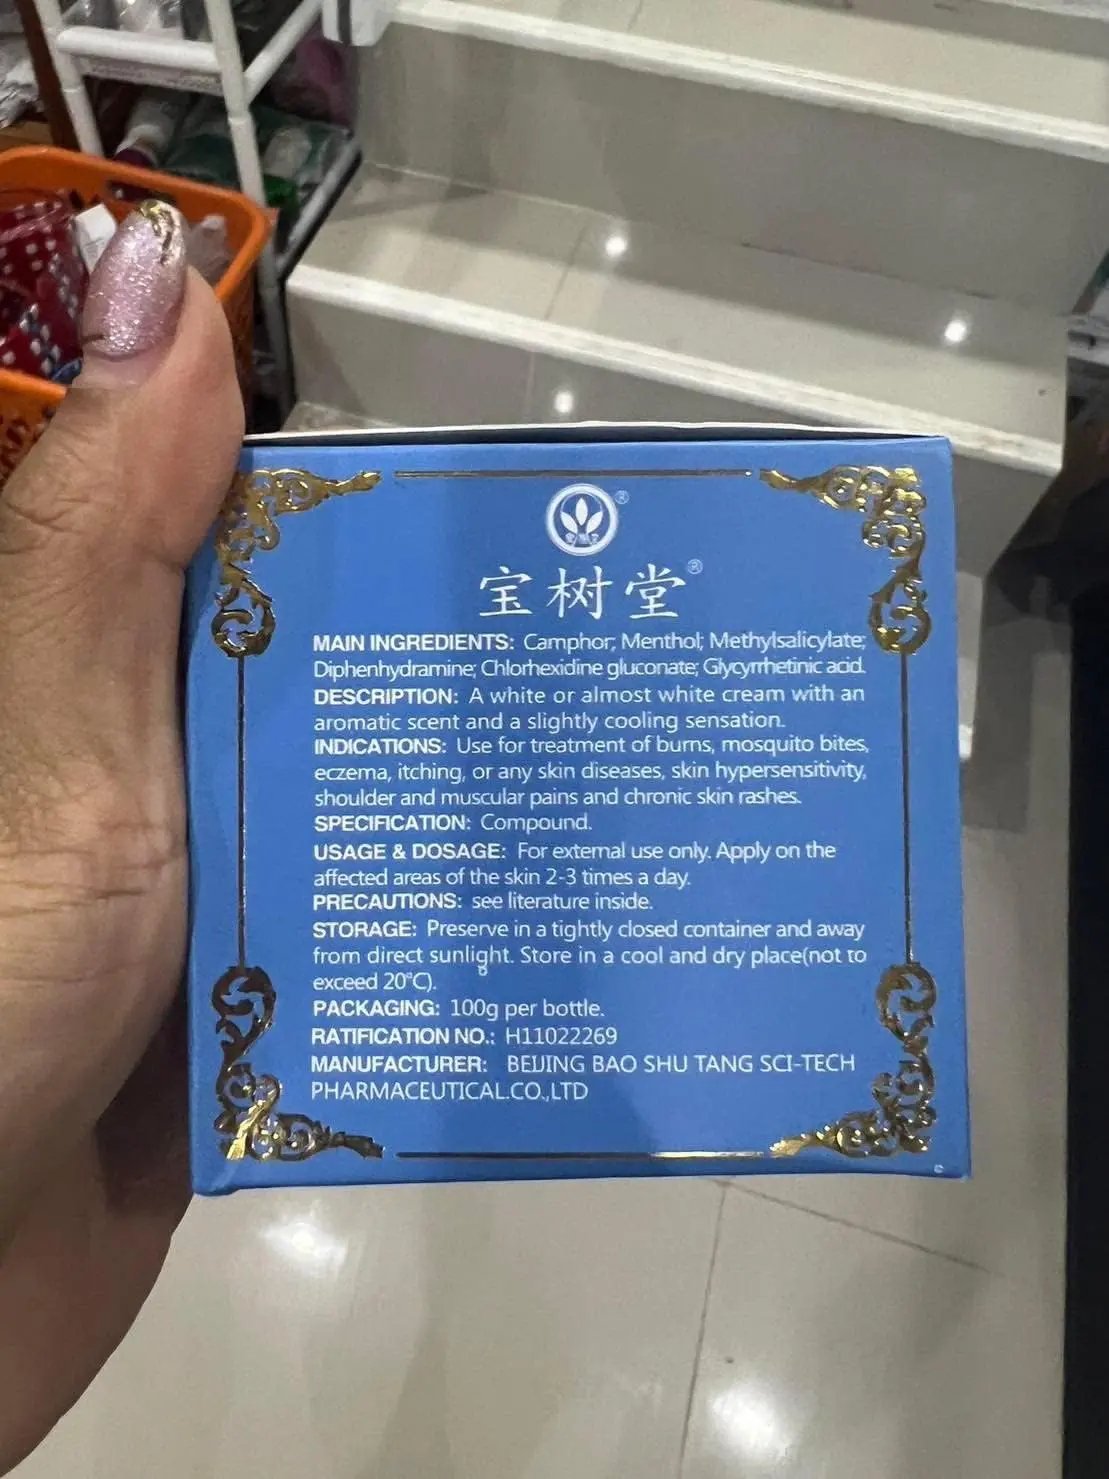 ®
宝树堂®
MAIN INGREDIENTS: Camphor; Menthol; Methylsalicylate;
Diphenhydramine; Chlorhexidine gluconate; Glycyrrhetinic acid.
DESCRIPTION: A white or almost white cream with an
aromatic scent and a slightly cooling sensation.
INDICATIONS: Use for treatment of burns, mosquito bites,
eczema, itching, or any skin diseases, skin hypersensitivity,
shoulder and muscular pains and chronic skin rashes.
SPECIFICATION: Compound.
USAGE & DOSAGE: For external use only. Apply on the
affected areas of the skin 2-3 times a day.
PRECAUTIONS: see literature inside.
STORAGE: Preserve in a tightly closed container and away
from direct sunlight. Store in a cool and dry place(not to
exceed 20°C).
PACKAGING: 100g per bottle.
RATIFICATION NO.: H11022269
MANUFACTURER: BEIJING BAO SHU TANG SCI-TECH
PHARMACEUTICAL.CO.,LTD